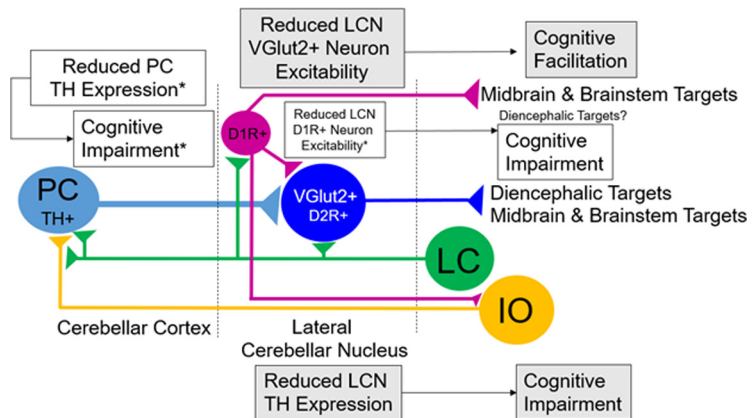 Reduced LCN
VGlut2+ Neuron
Excitability
Cognitive
Facilitation
Reduced PC
TH Expression*
Cognitive
Impairment*
D1R+
Reduced LCN
D1R+ Neuron
Excitability*
Midbrain & Brainstem Targets
Diencephalic Targets?
Cognitive
Impairment
PC
TH+
VGlut2+
D2R+
Diencephalic Targets
Midbrain & Brainstem Targets
LC
IO
Cerebellar Cortex
Lateral
Cerebellar Nucleus
Reduced LCN
TH Expression
Cognitive
Impairment